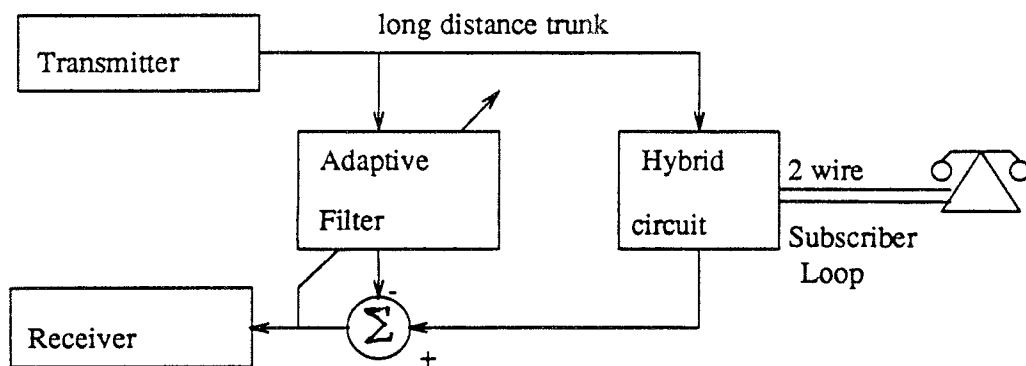 long distance trunk
Transmitter
Adaptive
Filter
Hybrid
circuit
2 wire
Subscriber
Loop
-
Σ
+
Receiver